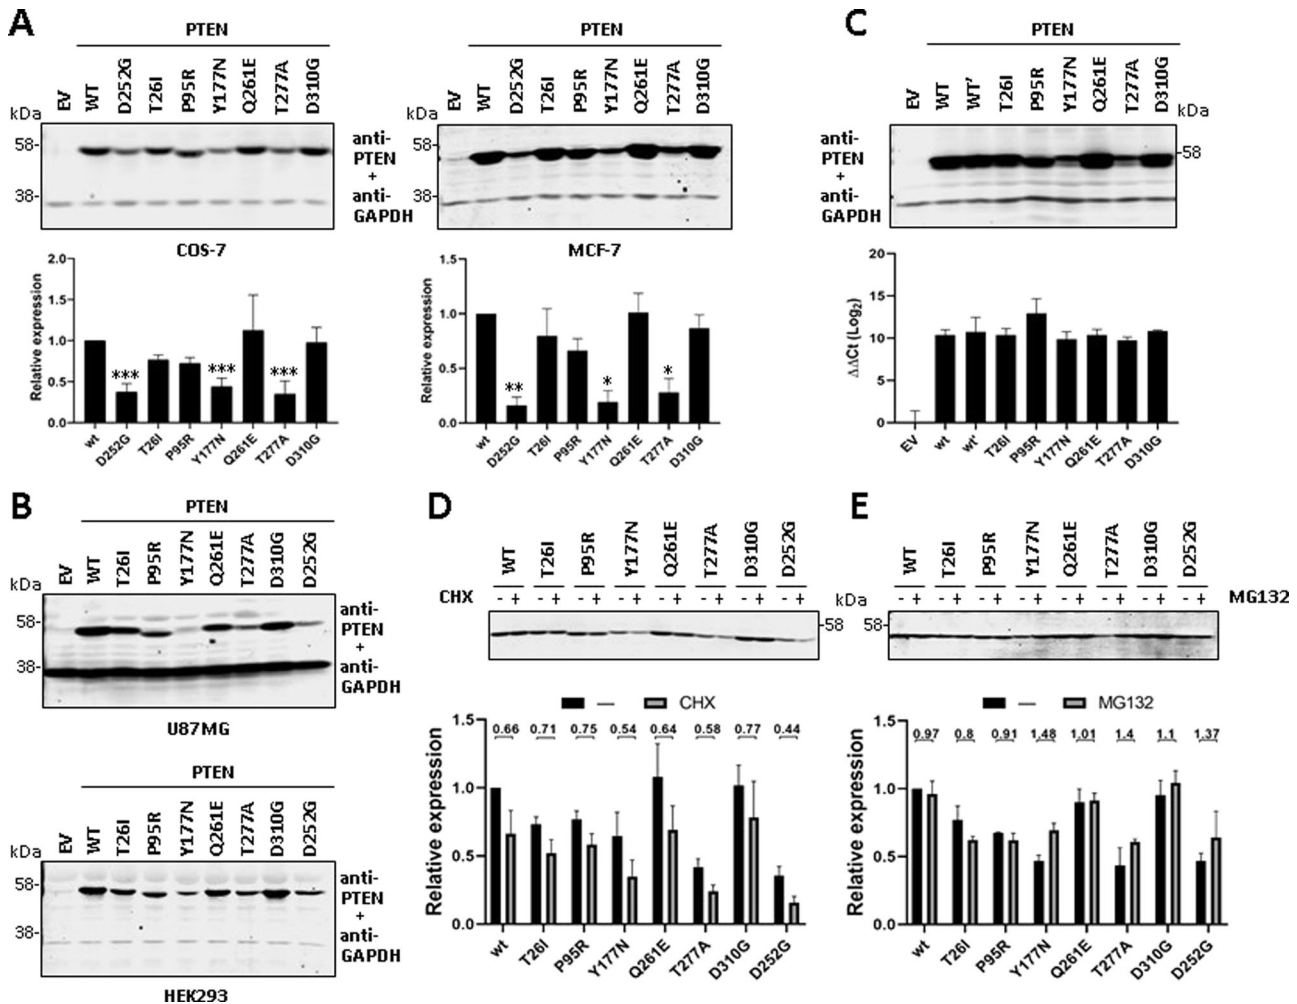 A
PTEN
EV WT D252G T26I P95R Y177N Q261E T277A D310G
kDa
58-
38-
anti-
PTEN
+
anti-
GAPDH
COS-7
PTEN
EV WT D252G T26I P95R Y177N Q261E T277A D310G
MCF-7
Relative expression
2.0
1.5
1.0
0.5
0.0
*** *** ***
wt D252G T26I P95R Y177N Q261E T277A D310G
Relative expression
1.5
1.0
0.5
0.0
** * *
wt D252G T26I P95R Y177N Q261E T277A D310G
C
PTEN
EV WT WT' T26I P95R Y177N Q261E T277A D310G
kDa
-58
anti-
PTEN
+
anti-
GAPDH
ΔΔCt (Log2)
20
15
10
5
0
EV wt wt' T26I P95R Y177N Q261E T277A D310G
B
PTEN
EV WT T26I P95R Y177N Q261E T277A D310G D252G
kDa
58-
38-
anti-
PTEN
+
anti-
GAPDH
U87MG
PTEN
EV WT T26I P95R Y177N Q261E T277A D310G D252G
kDa
58-
38-
anti-
PTEN
+
anti-
GAPDH
HEK293
D
WT T26I P95R Y177N Q261E T277A D310G D252G
CHX - + - + - + - + - + - + - + - + kDa
58
— CHX
0.66 0.71 0.75 0.54 0.64 0.58 0.77 0.44
Relative expression
1.5
1.0
0.5
0.0
wt T26I P95R Y177N Q261E T277A D310G D252G
E
WT T26I P95R Y177N Q261E T277A D310G D252G
- + - + - + - + - + - + - + - + MG132
58-
— MG132
0.97 0.8 0.91 1.48 1.01 1.4 1.1 1.37
Relative expression
1.5
1.0
0.5
0.0
wt T26I P95R Y177N Q261E T277A D310G D252G